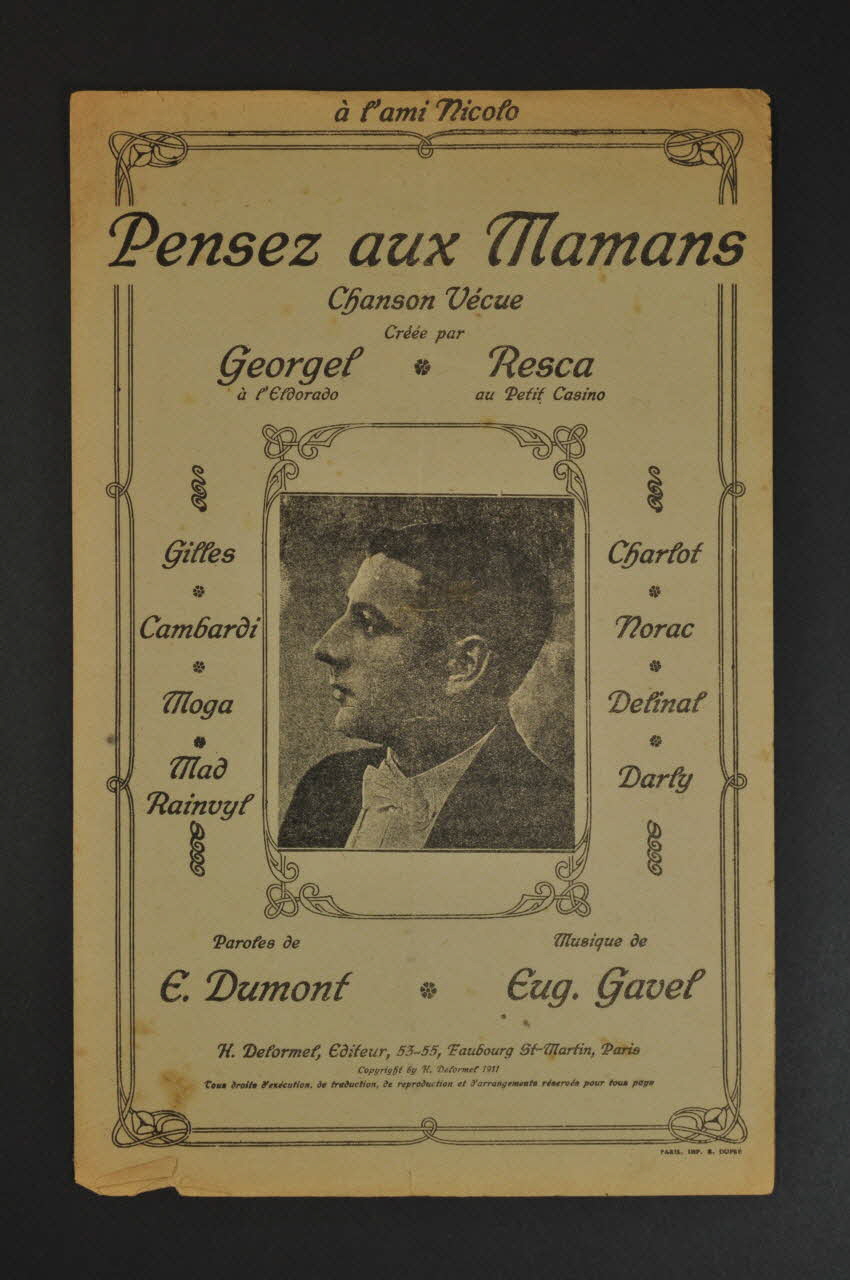 à l'ami Nicolo
Pensez aux Mamans
Chanson Vécue
Créée par
Georgel Resca
à l'Eldorado au Petit Casino
Gilles
Cambardi
Moga
Mad
Rainvyl
Charlot
Norac
Delinal
Darly
Paroles de Musique de
E. Dumont Eug. Gavel
H. Delormel, Editeur, 53-55, Faubourg St-Martin, Paris
Copyright by H. Delormel 1911
Tous droits d'exécution, de traduction, de reproduction et d'arrangements réservés pour tous pays
PARIS. IMP. R. DUPRÉ